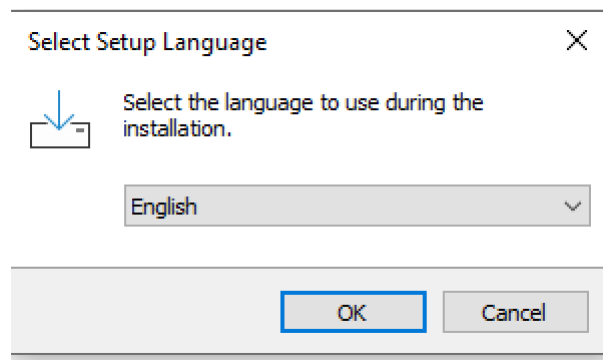 Select Setup Language
Select the language to use during the
installation.
English
OK
Cancel